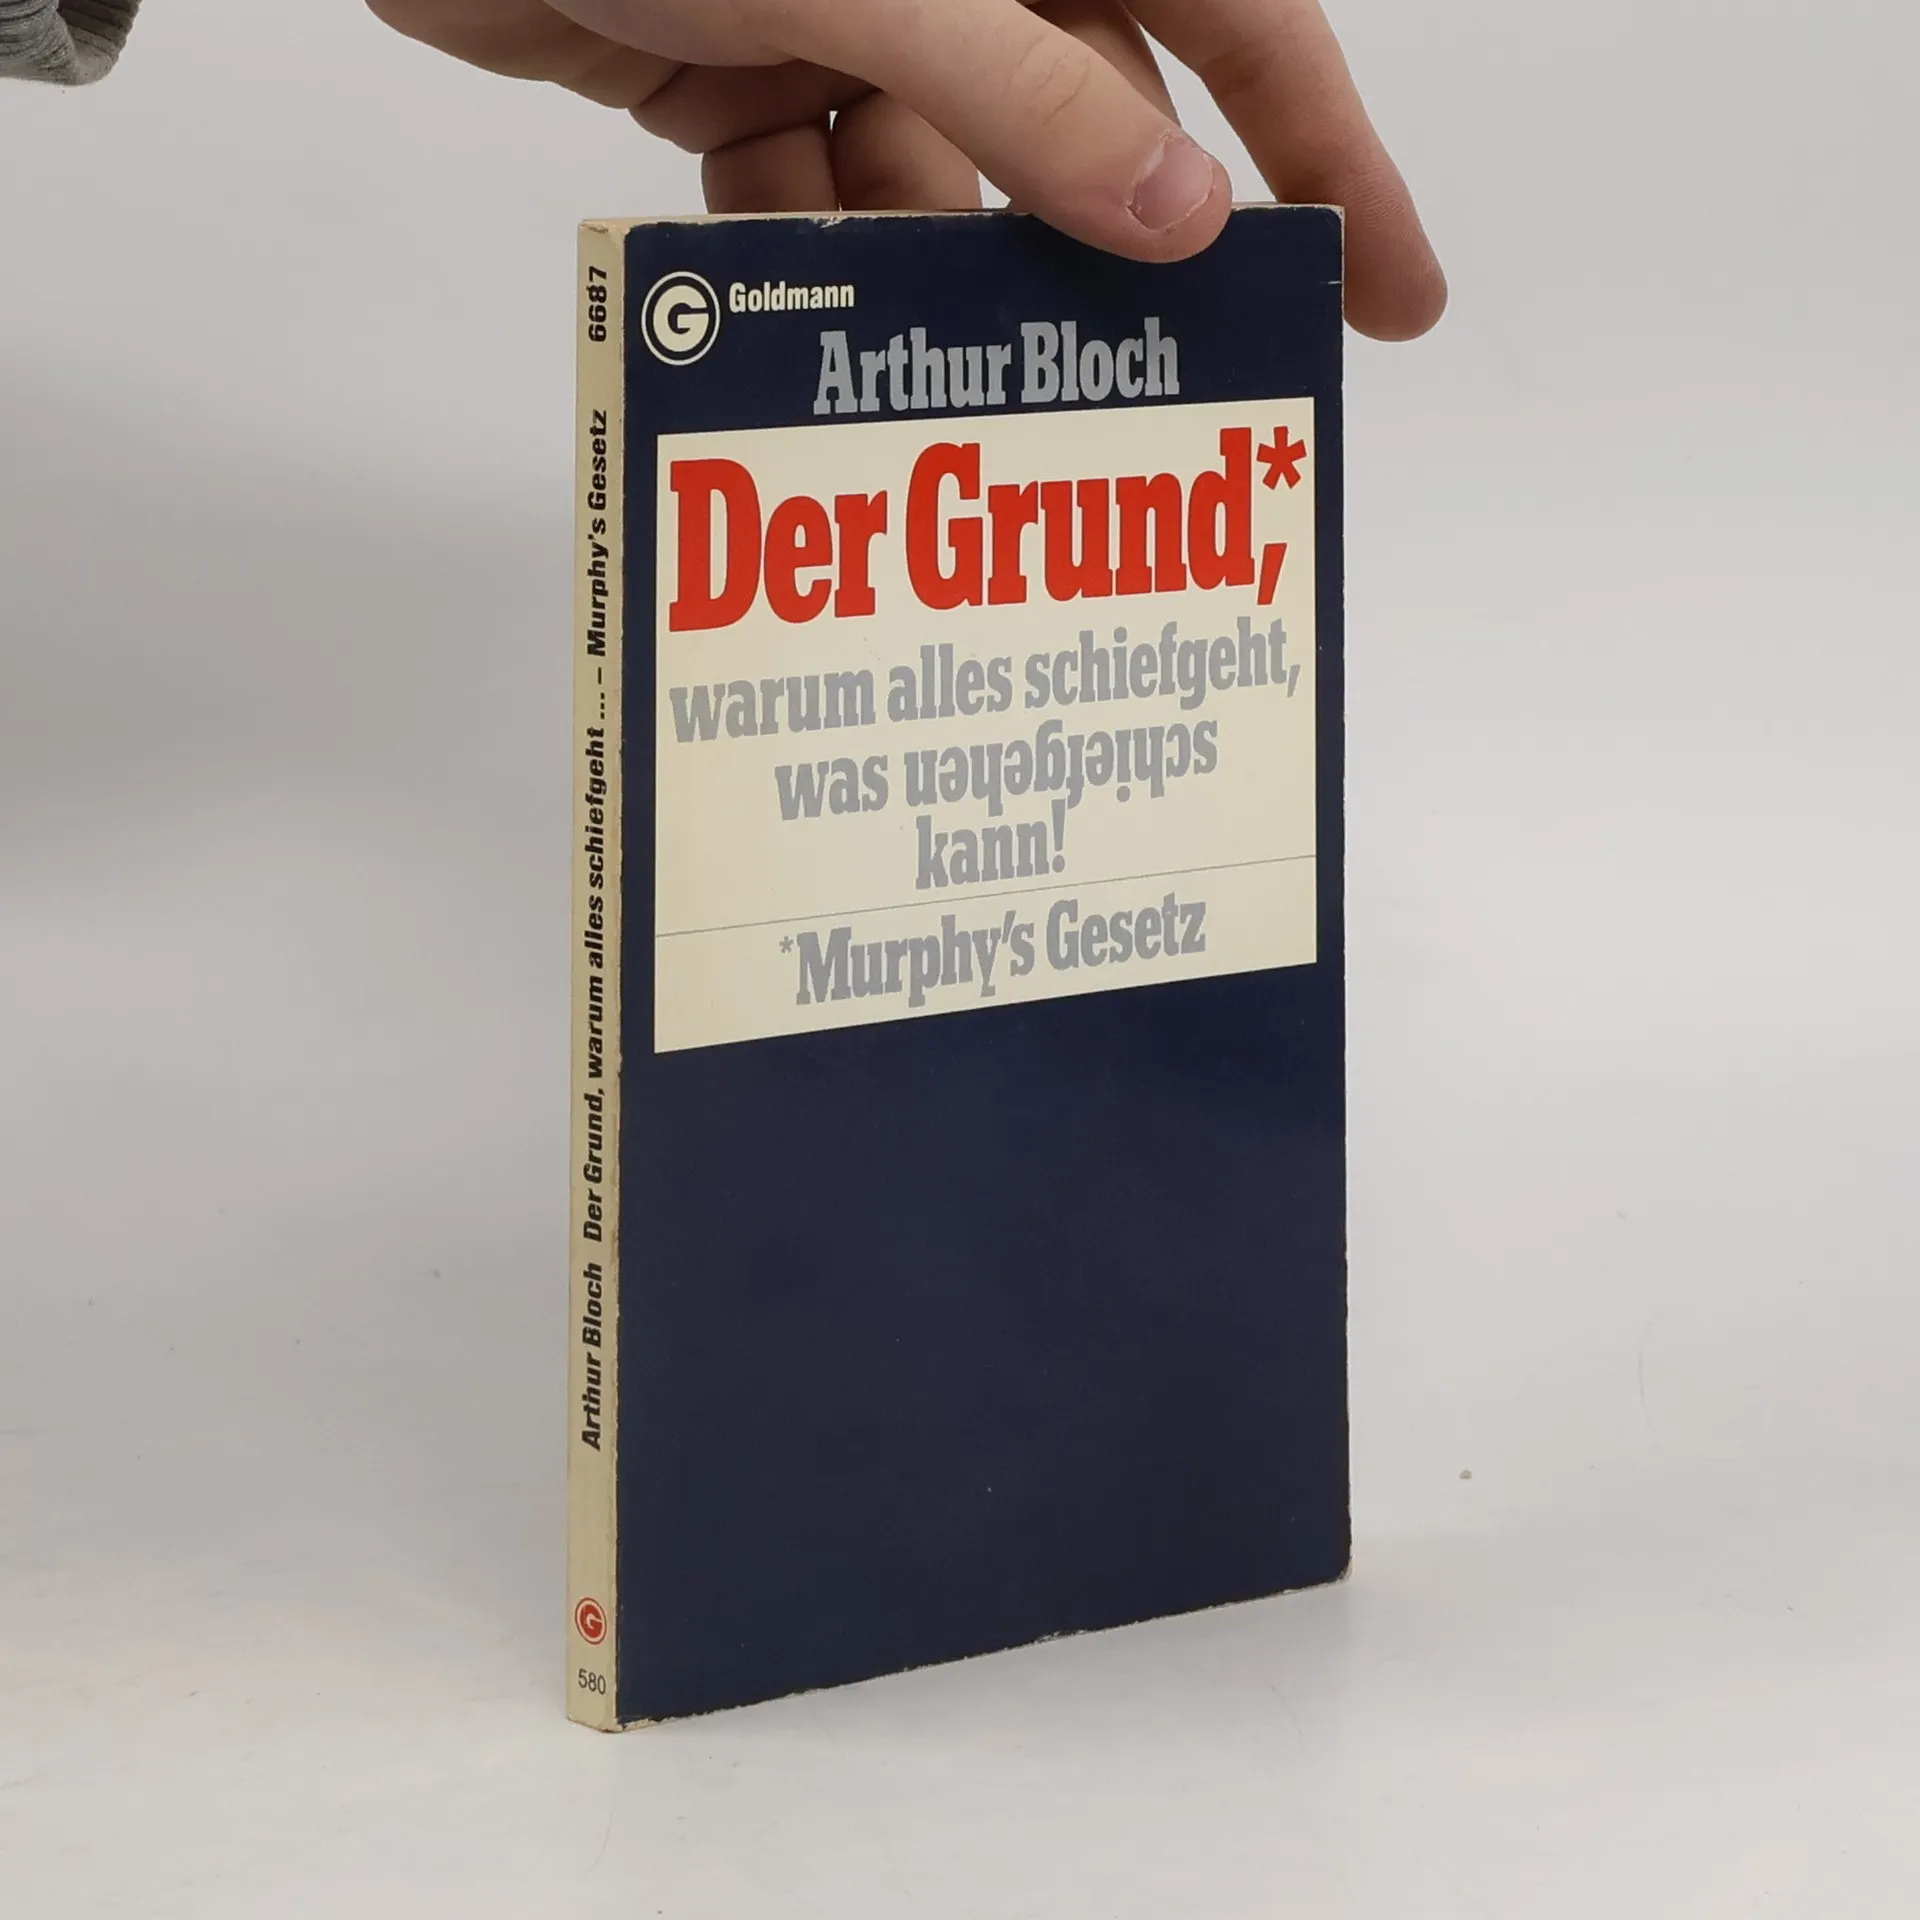 Goldmann
Arthur Bloch
Der Grund,*
warum alles schiefgeht,
was schiefgehen
kann!
*Murphy's Gesetz
Arthur Bloch Der Grund, warum alles schiefgeht ... – Murphy's Gesetz 6687
G
580